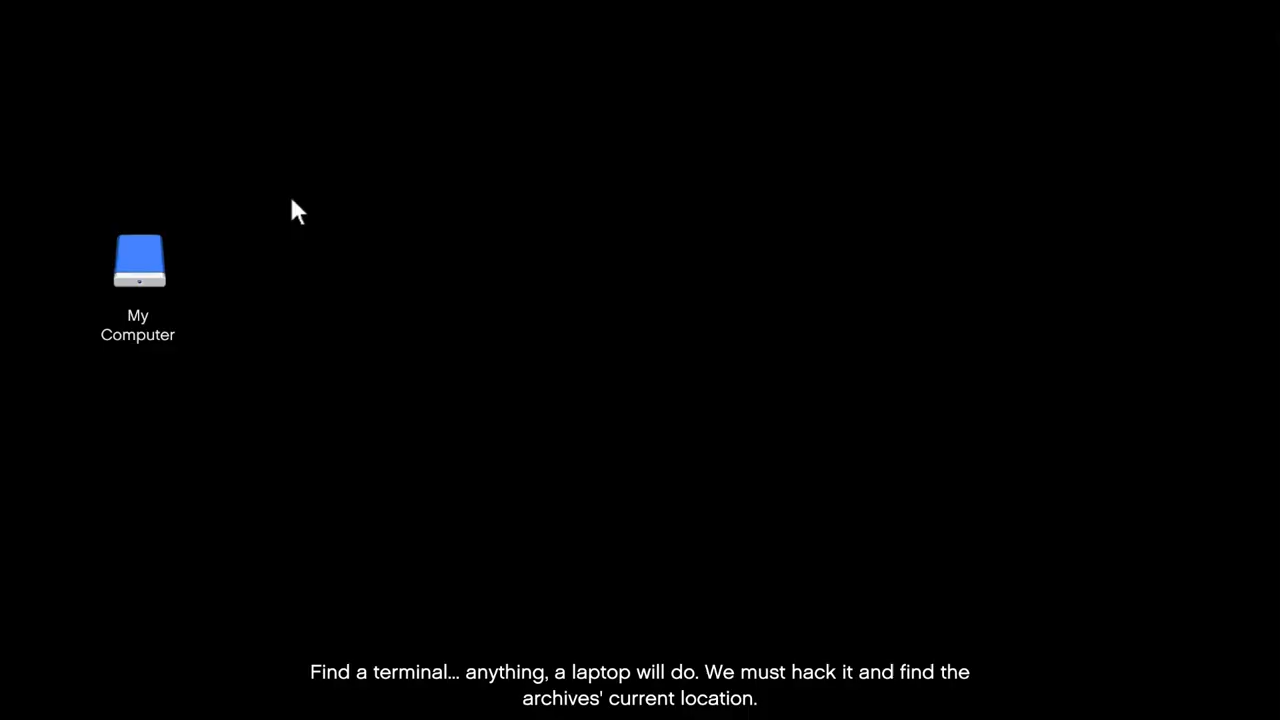 My
Computer
Find a terminal... anything, a laptop will do. We must hack it and find the
archives' current location.